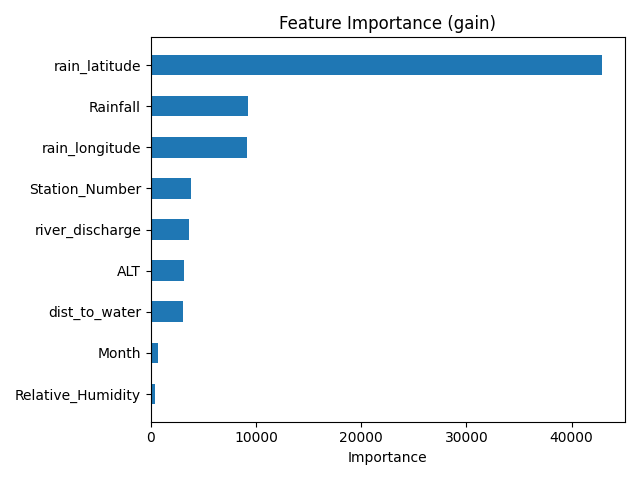 Feature Importance (gain)
rain_latitude
Rainfall
rain_longitude
Station_Number
river_discharge
ALT
dist_to_water
Month
Relative_Humidity
0 10000 20000 30000 40000
Importance